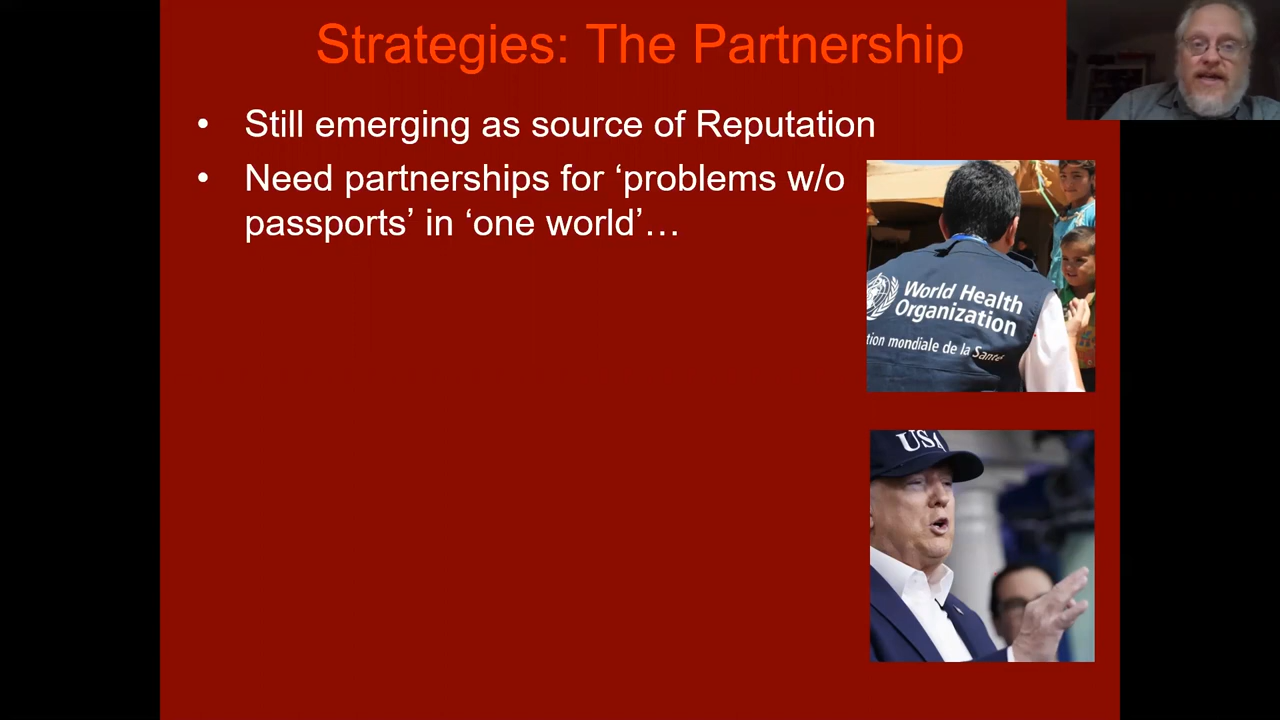 Strategies: The Partnership
• Still emerging as source of Reputation
• Need partnerships for ‘problems w/o
passports’ in ‘one world’…
World Health
Organization
tion mondiale de la Santé
USA